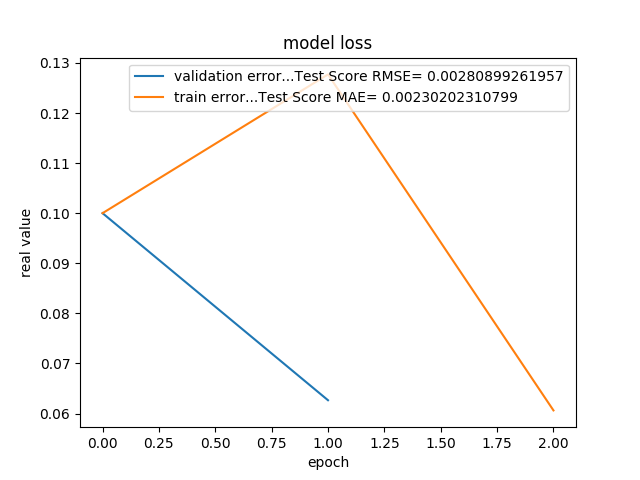 model loss
validation error...Test Score RMSE= 0.00280899261957
train error...Test Score MAE= 0.00230202310799
real value
0.13
0.12
0.11
0.10
0.09
0.08
0.07
0.06
0.00 0.25 0.50 0.75 1.00 1.25 1.50 1.75 2.00
epoch